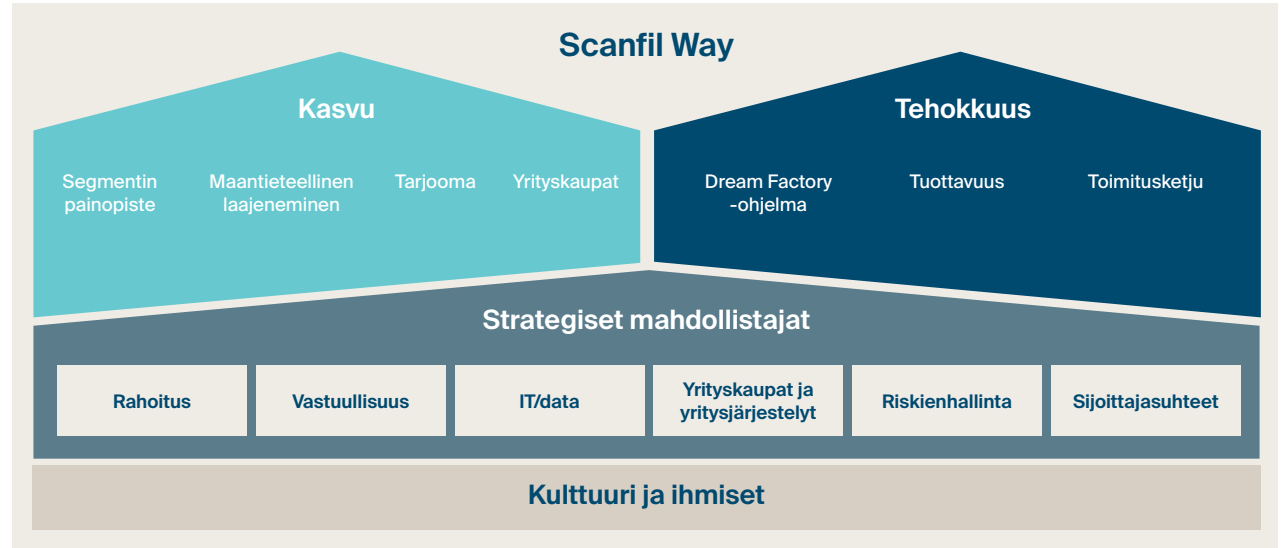 Scanfil Way
Kasvu
Segmentin
painopiste
Maantieteellinen
laajeneminen
Tarjooma
Yrityskaupat
Tehokkuus
Dream Factory
-ohjelma
Tuottavuus
Toimitusketju
Strategiset mahdollistajat
Rahoitus
Vastuullisuus
IT/data
Yrityskaupat ja
yritysjärjestelyt
Riskienhallinta
Sijoittajasuhteet
Kulttuuri ja ihmiset